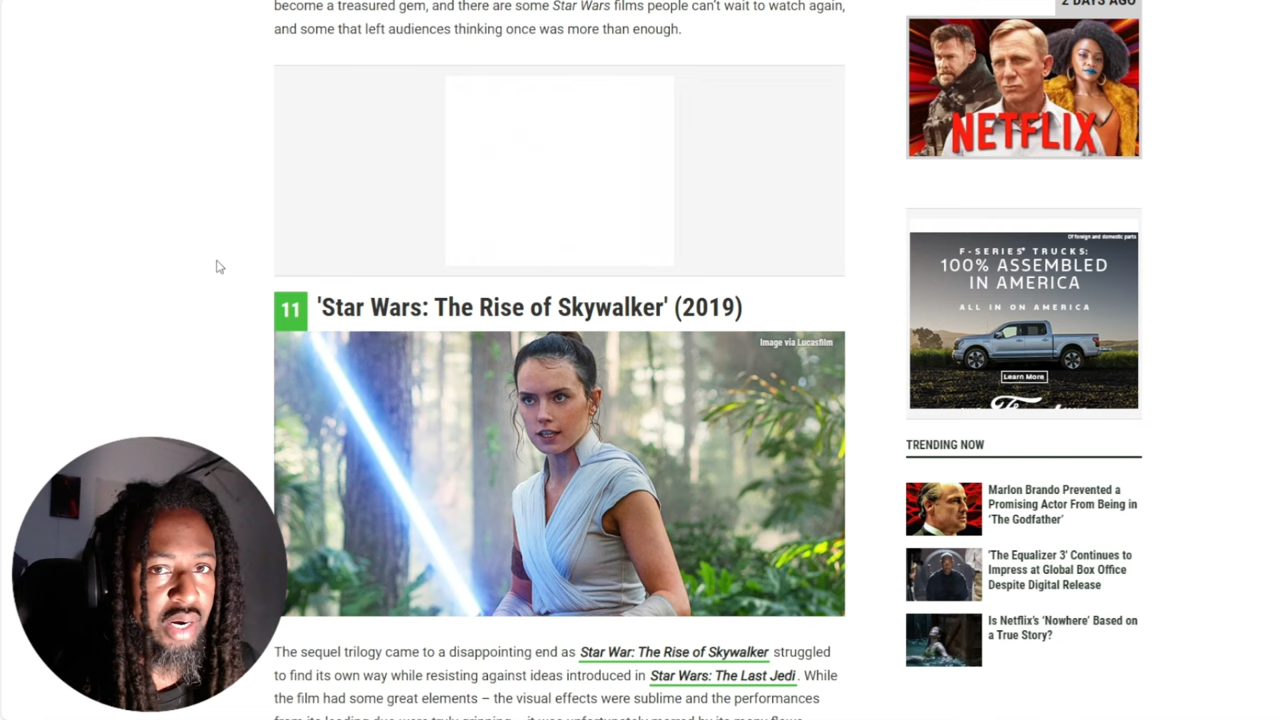 become a treasured gem, and there are some Star Wars films people can't wait to watch again,
and some that left audiences thinking once was more than enough.
11 'Star Wars: The Rise of Skywalker' (2019)
Image via Lucasfilm
The sequel trilogy came to a disappointing end as Star War: The Rise of Skywalker struggled
to find its own way while resisting against ideas introduced in Star Wars: The Last Jedi. While
the film had some great elements – the visual effects were sublime and the performances
2 DAYS AGO
NETFLIX
Of foreign and domestic parts
F-SERIES® TRUCKS:
100% ASSEMBLED
IN AMERICA
ALL IN ON AMERICA
Learn More
TRENDING NOW
Marlon Brando Prevented a
Promising Actor From Being in
'The Godfather'
'The Equalizer 3' Continues to
Impress at Global Box Office
Despite Digital Release
Is Netflix's 'Nowhere' Based on
a True Story?